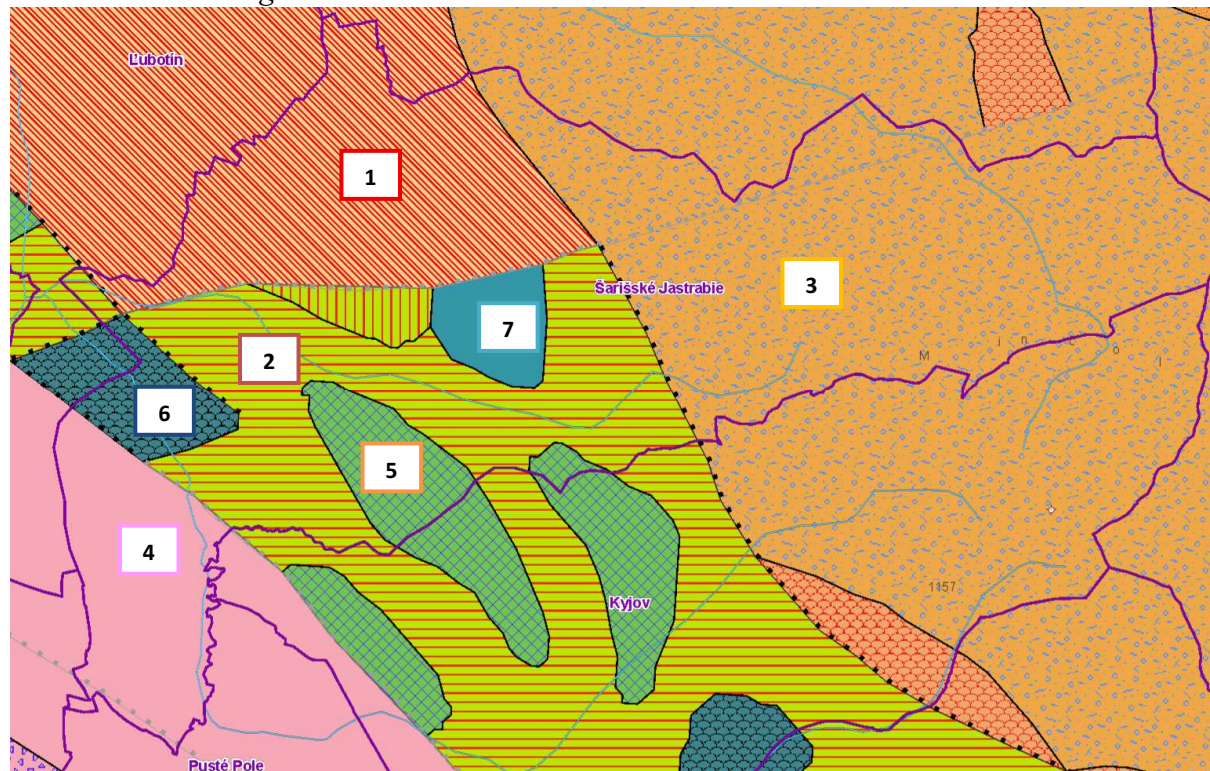 Ľubotín
1
Šarišské Jastrabie
3
7
2
M i n č o l
6
5
4
1157
Kyjov
Pusté Pole